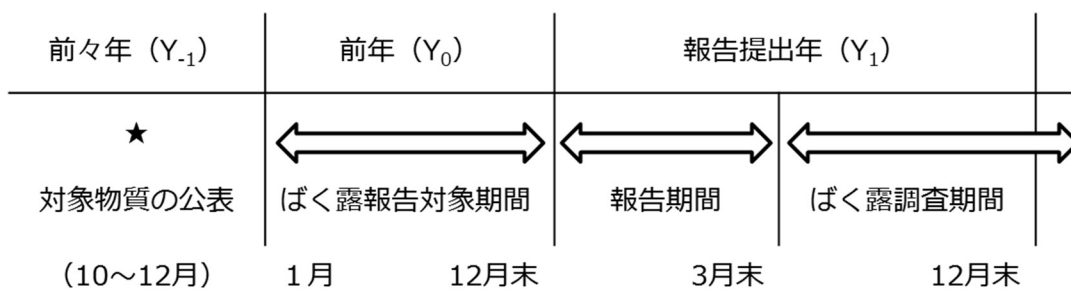 前々年（Y-1） 前年（Y0） 報告提出年（Y1）
★
対象物質の公表 ばく露報告対象期間 報告期間 ばく露調査期間
（10～12月） 1月 12月末 3月末 12月末